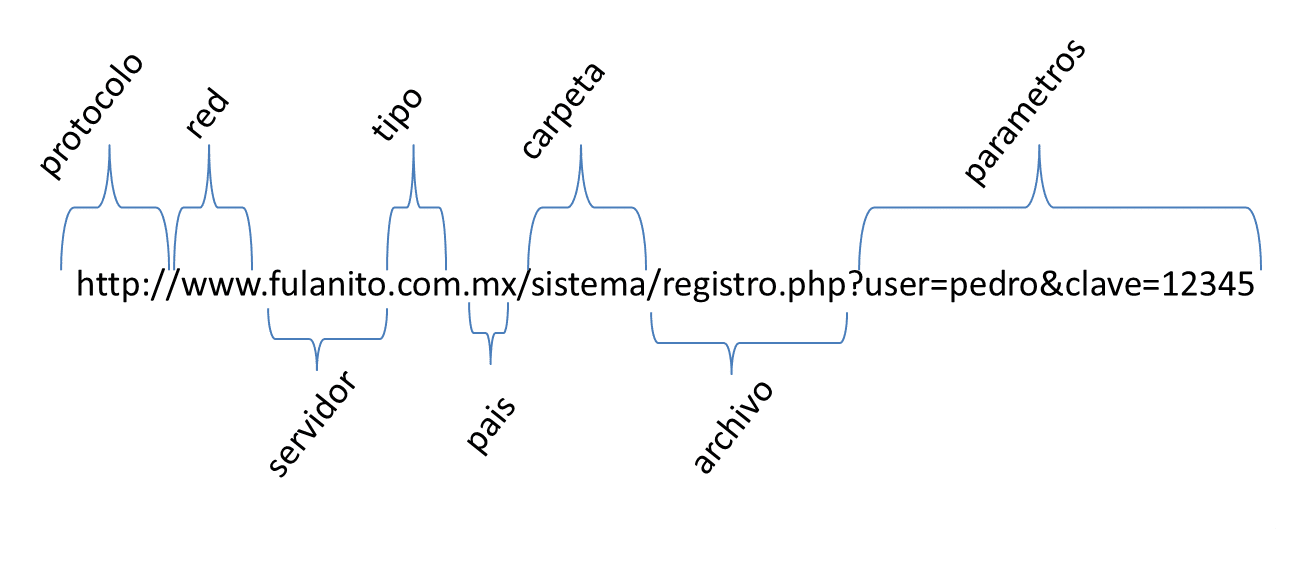 protocolo
red
tipo
carpeta
parametros
http://www.fulanito.com.mx/sistema/registro.php?user=pedro&clave=12345
servidor
pais
archivo